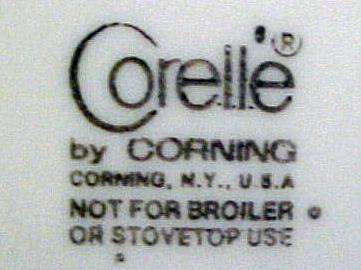 Corelle ®
by CORNING
CORNING, N.Y., U.S.A
NOT FOR BROILER
OR STOVETOP USE